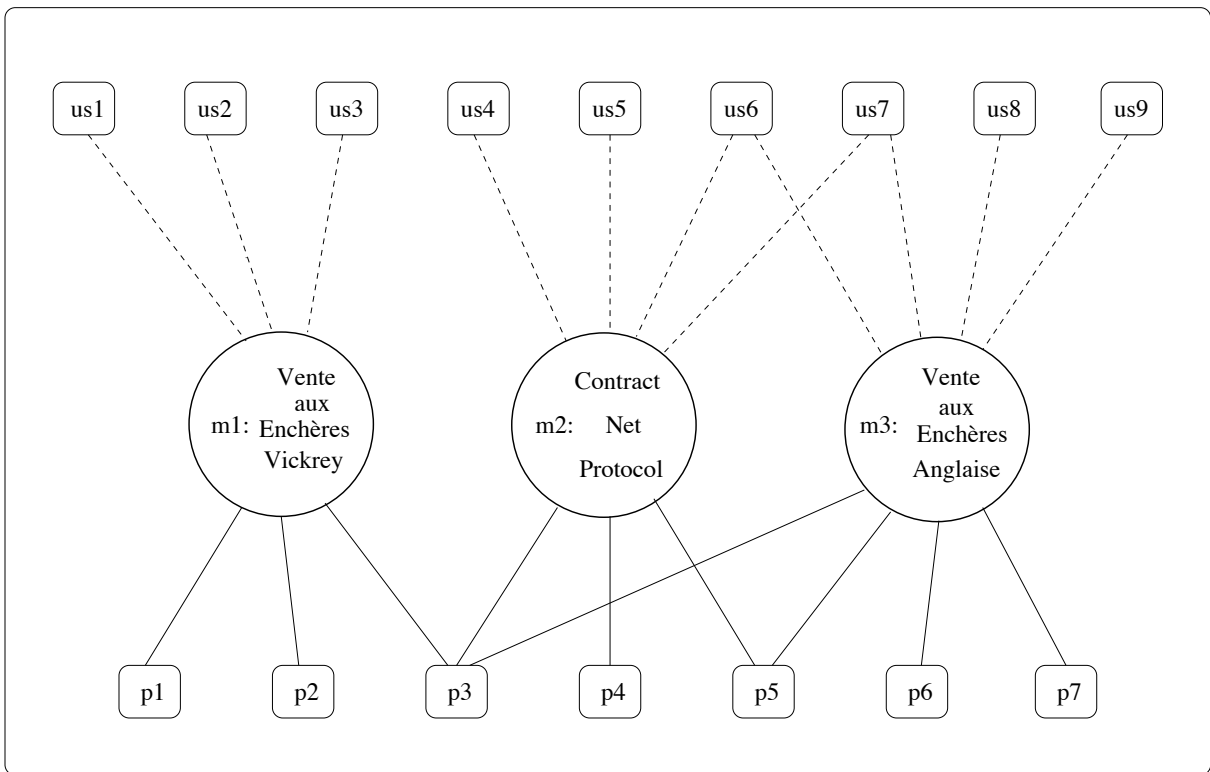 us1 us2 us3 us4 us5 us6 us7 us8 us9
m1: Vente
aux
Enchères
Vickrey
m2: Contract
Net
Protocol
m3: Vente
aux
Enchères
Anglaise
p1 p2 p3 p4 p5 p6 p7